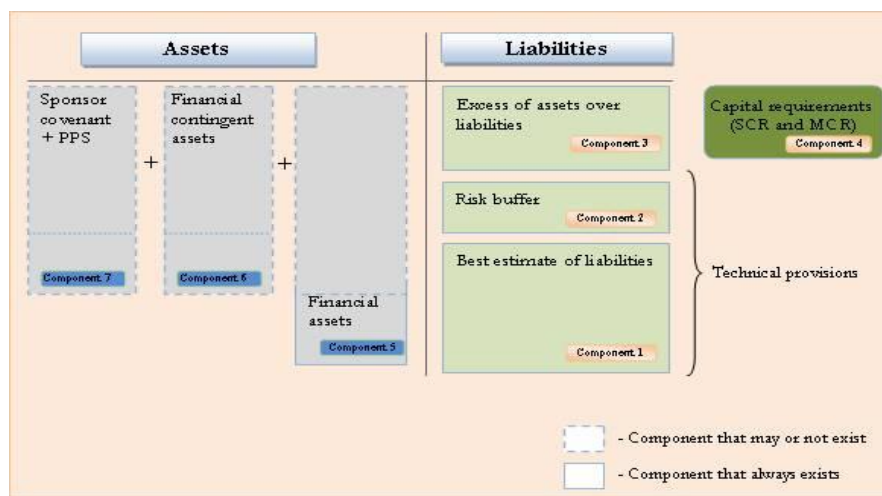 Assets
Liabilities
Sponsor
covenant
+ PPS
Component 7
+
Financial
contingent
assets
Component 6
+
Financial
assets
Component 5
Excess of assets over
liabilities
Component 3
Risk buffer
Component 2
Best estimate of liabilities
Component 1
Capital requirements
(SCR and MCR)
Component 4
Technical provisions
- Component that may or not exist
- Component that always exists